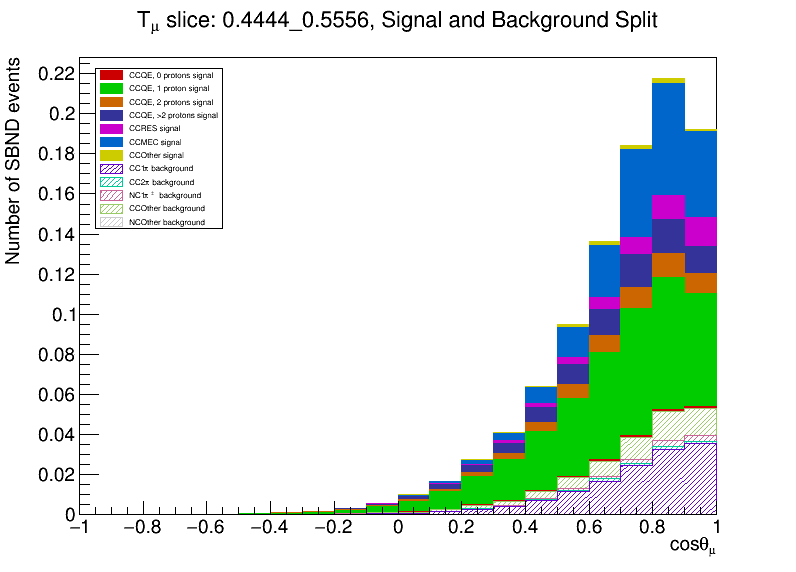 Tμ slice: 0.4444_0.5556, Signal and Background Split
Number of SBND events
0.22
0.2
0.18
0.16
0.14
0.12
0.1
0.08
0.06
0.04
0.02
0
CCQE, 0 protons signal
CCQE, 1 proton signal
CCQE, 2 protons signal
CCQE, >2 protons signal
CCRES signal
CCMEC signal
CCOther signal
CC1π background
CC2π background
NC1π ± background
CCOther background
NCOther background
−1 −0.8 −0.6 −0.4 −0.2 0 0.2 0.4 0.6 0.8 1
cosθμ